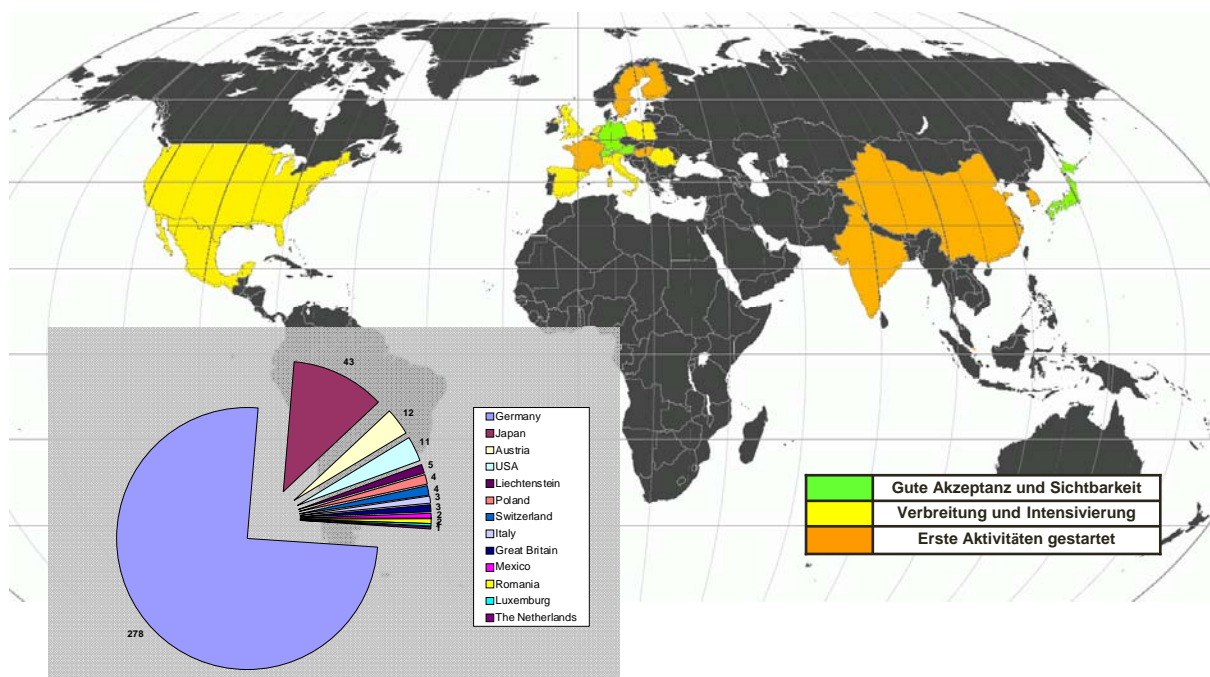 43
12
11
5
4
4
3
3
2
2
1
278
Germany
Japan
Austria
USA
Liechtenstein
Poland
Switzerland
Italy
Great Britain
Mexico
Romania
Luxemburg
The Netherlands
Gute Akzeptanz und Sichtbarkeit
Verbreitung und Intensivierung
Erste Aktivitäten gestartet